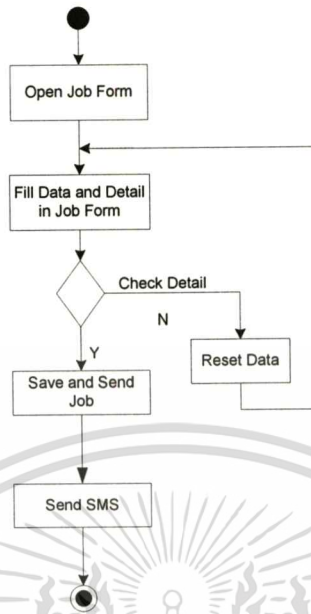 Open Job Form
Fill Data and Detail
in Job Form
Check Detail
N
Y
Reset Data
Save and Send
Job
Send SMS